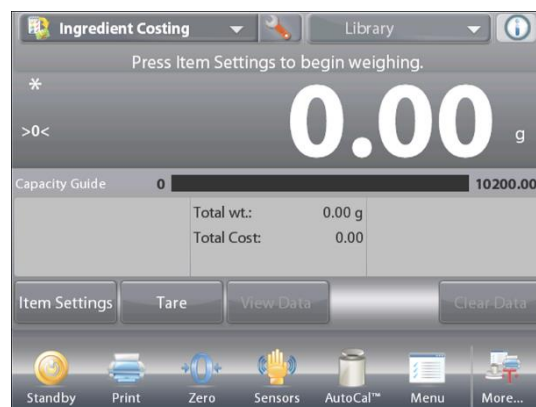 Ingredient Costing Library
Press Item Settings to begin weighing.
*
>0< 0.00 g
Capacity Guide 0 10200.00
Total wt.: 0.00 g
Total Cost: 0.00
Item Settings Tare View Data Clear Data
Standby Print Zero Sensors AutoCal™ Menu More...